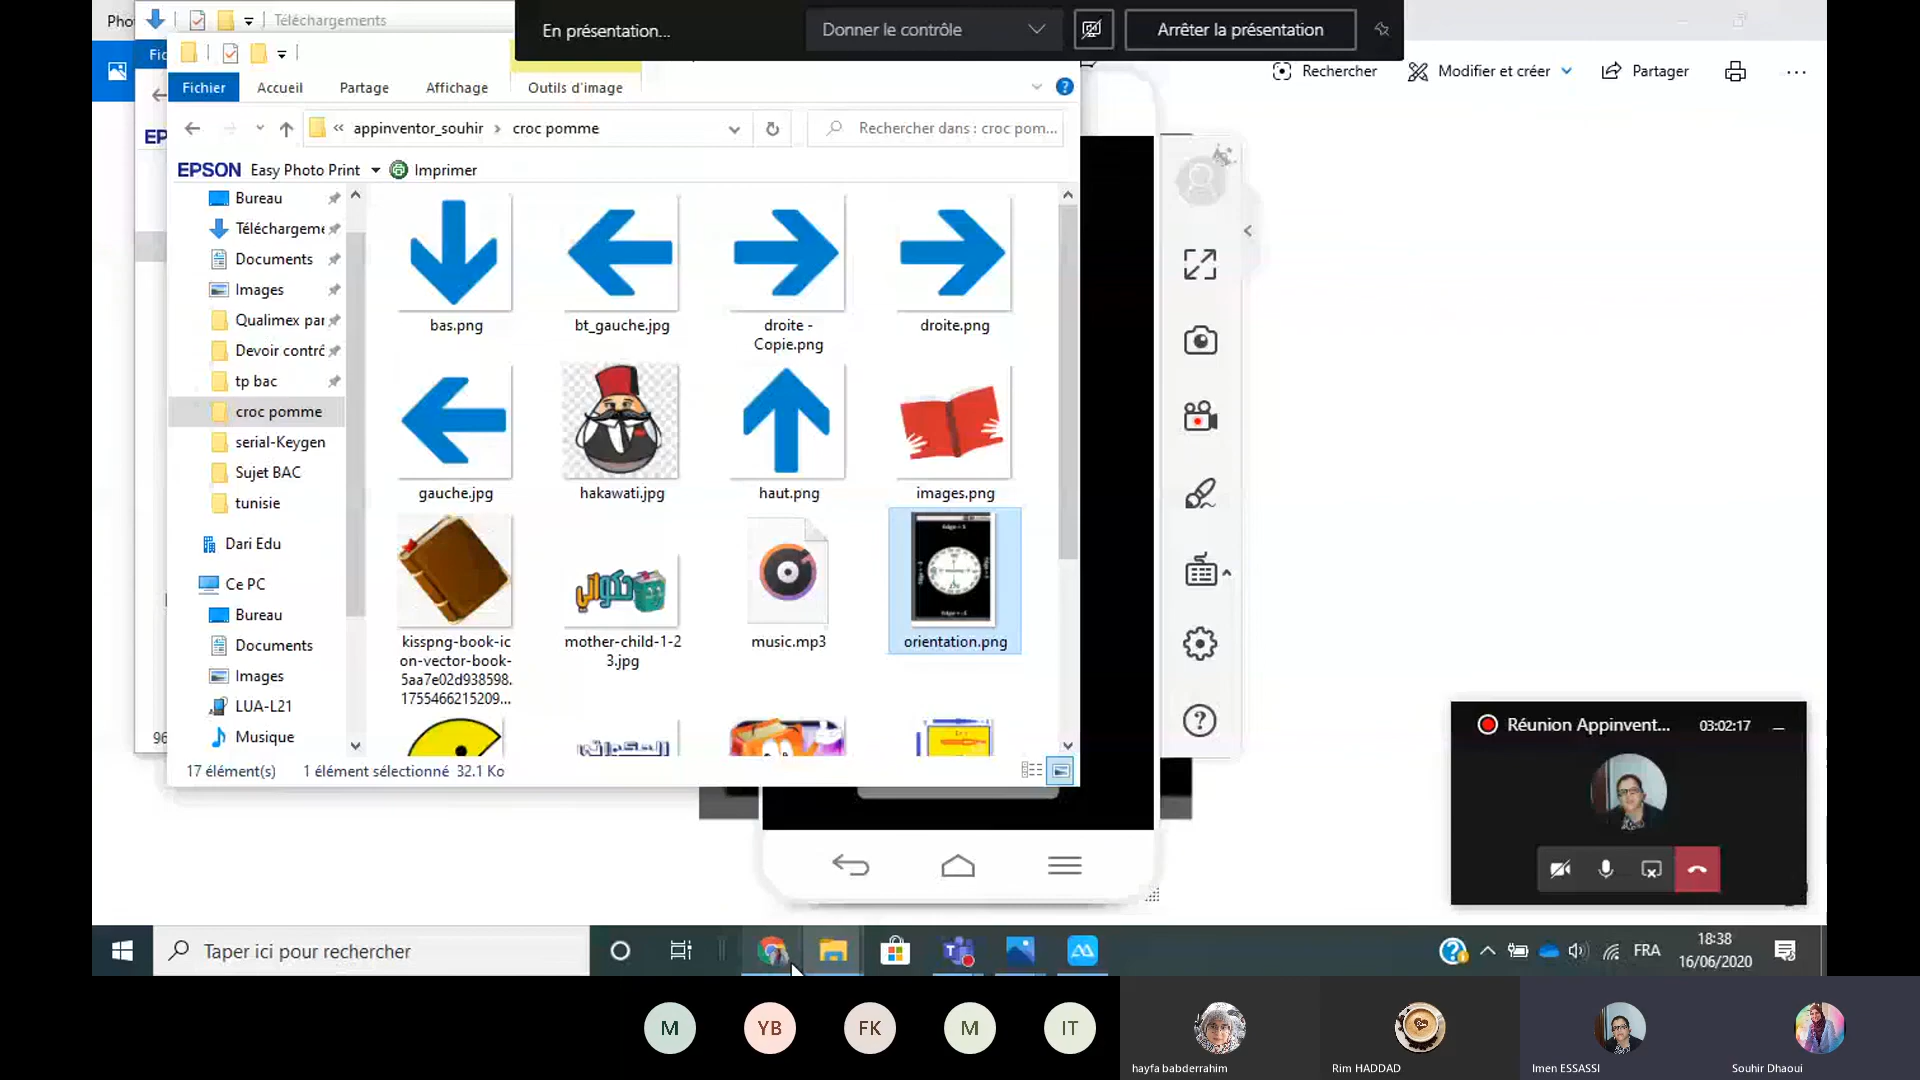 Pho
Téléchargements
En présentation...
Donner le contrôle
Arrêter la présentation
Fic
Fichier
Accueil
Partage
Affichage
Outils d'image
Rechercher
Modifier et créer
Partager
appinventor_souhir
croc pomme
Rechercher dans : croc pom...
EP
EPSON
Easy Photo Print
Imprimer
Bureau
Téléchargeme
Documents
Images
Qualimex par
Devoir contrô
tp bac
croc pomme
serial-Keygen
Sujet BAC
tunisie
Dari Edu
Ce PC
Bureau
Documents
Images
LUA-L21
Musique
bas.png
bt_gauche.jpg
droite -
Copie.png
droite.png
gauche.jpg
hakawati.jpg
haut.png
images.png
kisspng-book-ic
on-vector-book-
5aa7e02d938598.
1755466215209...
حكواتي
mother-child-1-2
3.jpg
music.mp3
orientation.png
96
17 élément(s)
1 élément sélectionné 32.1 Ko
Réunion Appinvent...
03:02:17
Taper ici pour rechercher
FRA
18:38
16/06/2020
M
YB
FK
M
IT
hayfa babderrahim
Rim HADDAD
Imen ESSASSI
Souhir Dhaoui